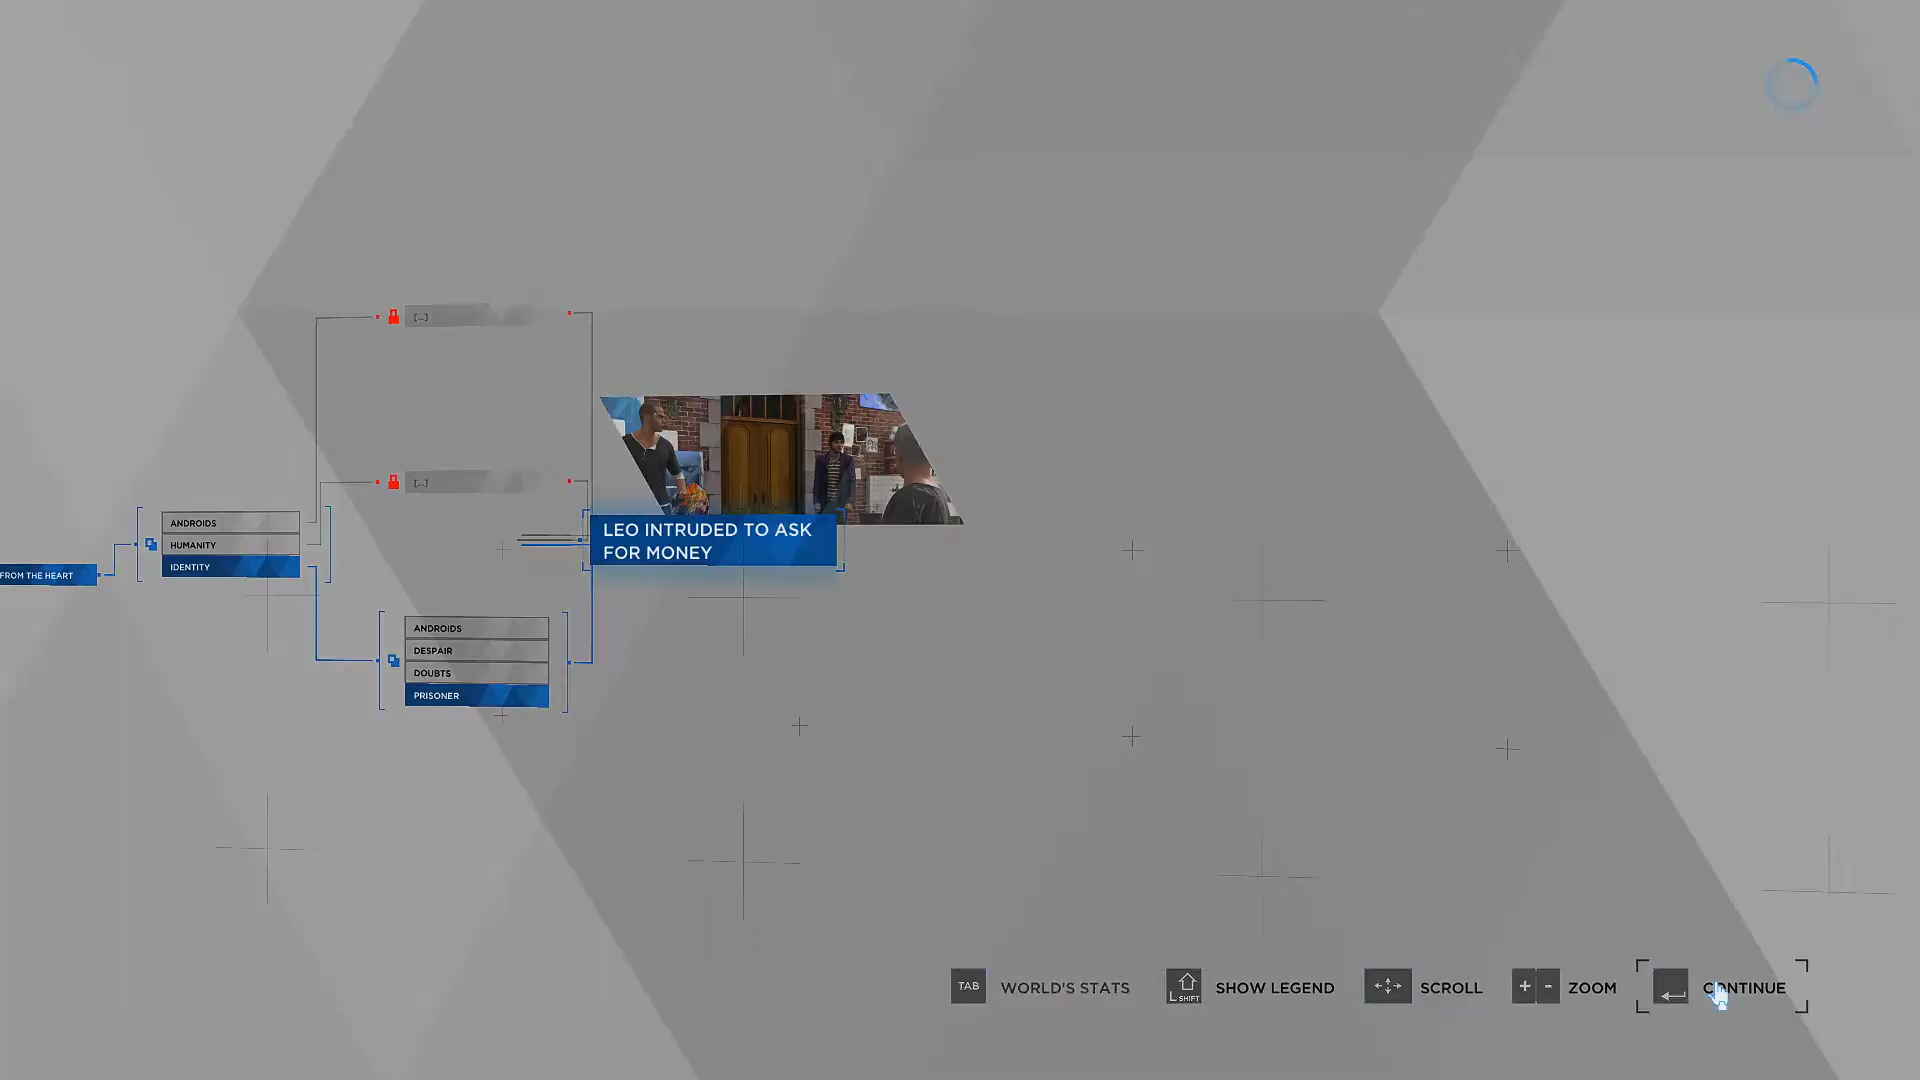 [...]
[...]
FROM THE HEART
ANDROIDS
HUMANITY
IDENTITY
LEO INTRUDED TO ASK
FOR MONEY
ANDROIDS
DESPAIR
DOUBTS
PRISONER
TAB WORLD'S STATS
L SHIFT SHOW LEGEND
SCROLL
+ - ZOOM
CONTINUE